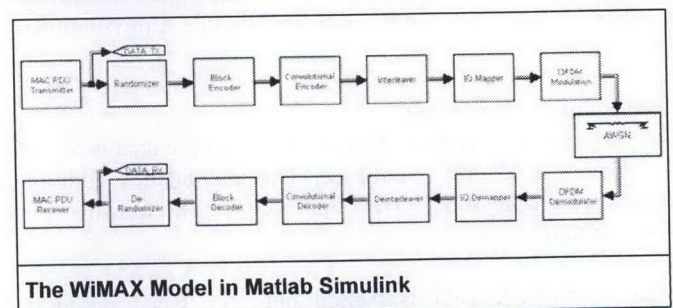 DATA_TX
MAC PDU
Transmitter
Randomizer
Block
Encoder
Convolutional
Encoder
Interleaver
IQ Mapper
OFDM
Modulation
AWGN
DATA_RX
MAC PDU
Receiver
De-
Randomizer
Block
Decoder
Convolutional
Decoder
Deinterleaver
IQ Demapper
OFDM
Demodulator
The WiMAX Model in Matlab Simulink